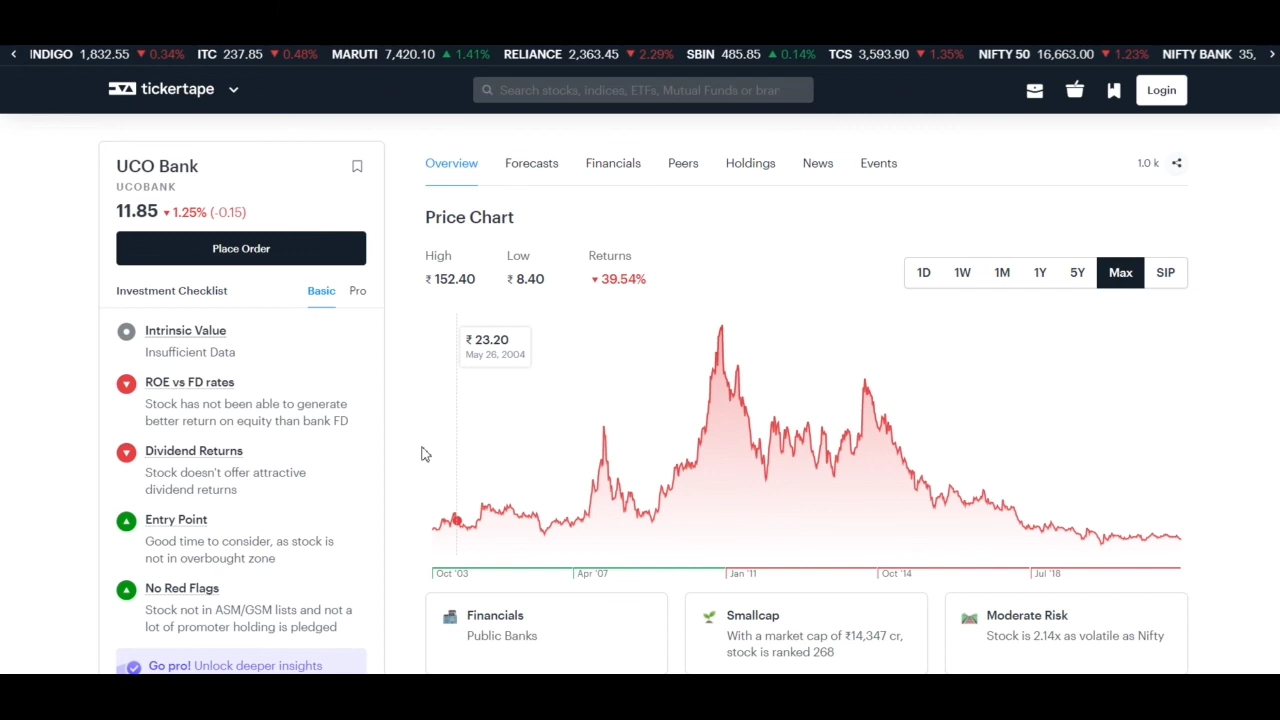 INDIGO 1,832.55 ▼ 0.34% ITC 237.85 ▼ 0.48% MARUTI 7,420.10 ▲ 1.41% RELIANCE 2,363.45 ▼ 2.29% SBIN 485.85 ▲ 0.14% TCS 3,593.90 ▼ 1.35% NIFTY 50 16,663.00 ▼ 1.23% NIFTY BANK 35,
tickertape
Search stocks, indices, ETFs, Mutual Funds or bran
Login
UCO Bank
UCOBANK
11.85 ▼ 1.25% (-0.15)
Place Order
Investment Checklist Basic Pro
Intrinsic Value
Insufficient Data
ROE vs FD rates
Stock has not been able to generate
better return on equity than bank FD
Dividend Returns
Stock doesn't offer attractive
dividend returns
Entry Point
Good time to consider, as stock is
not in overbought zone
No Red Flags
Stock not in ASM/GSM lists and not a
lot of promoter holding is pledged
Go pro! Unlock deeper insights
Overview Forecasts Financials Peers Holdings News Events 1.0 k
Price Chart
High Low Returns
₹ 152.40 ₹ 8.40 ▼ 39.54%
1D 1W 1M 1Y 5Y Max SIP
₹ 23.20
May 26, 2004
Oct '03 Apr '07 Jan '11 Oct '14 Jul '18
Financials
Public Banks
Smallcap
With a market cap of ₹14,347 cr,
stock is ranked 268
Moderate Risk
Stock is 2.14x as volatile as Nifty